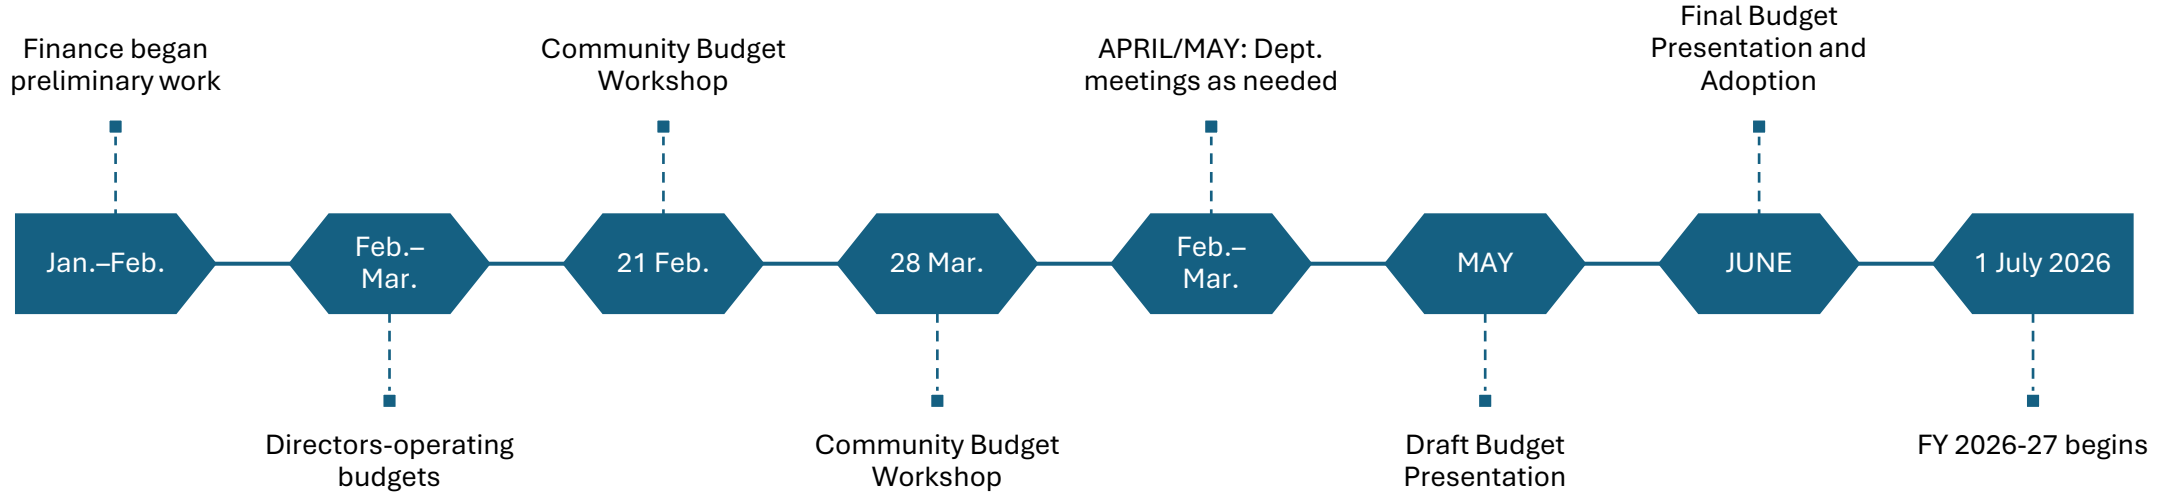 Finance began
preliminary work
Community Budget
Workshop
APRIL/MAY: Dept.
meetings as needed
Final Budget
Presentation and
Adoption
Jan.–Feb.
Feb.–
Mar.
21 Feb.
28 Mar.
Feb.–
Mar.
MAY
JUNE
1 July 2026
Directors-operating
budgets
Community Budget
Workshop
Draft Budget
Presentation
FY 2026-27 begins